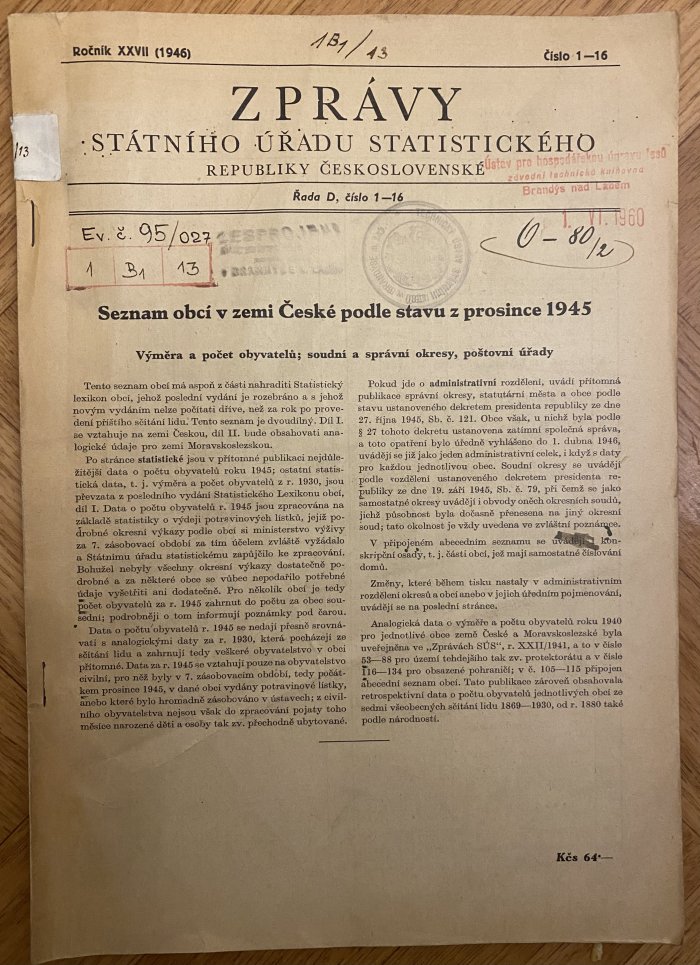 1B1/13
Ročník XXVII (1946)
Číslo 1—16
ZPRÁVY
STÁTNÍHO ÚŘADU STATISTICKÉHO
REPUBLIKY ČESKOSLOVENSKÉ
/13
Ústav pro hospodářskou úpravu lesů
závodní technická knihovna
Brandýs nad Labem
Řada D, číslo 1—16
1. VI. 1960
Ev. č. 95/027
LESPROJEKT
1 B1 13
0-80/2
Seznam obcí v zemi České podle stavu z prosince 1945
Výměra a počet obyvatelů; soudní a správní okresy, poštovní úřady
Tento seznam obcí má aspoň z části nahraditi Statistický
lexikon obcí, jehož poslední vydání je rozebráno a s jehož
novým vydáním nelze počítati dříve, než za rok po prove-
dení příštího sčítání lidu. Tento seznam je dvoudílný. Díl I.
se vztahuje na zemi Českou, díl II. bude obsahovati ana-
logické údaje pro zemi Moravskoslezskou.
Po stránce statistické jsou v přítomné publikaci nejdule-
žitější data o počtu obyvatelů roku 1945; ostatní statis-
tická data, t. j. výměra a počet obyvatelů z r. 1930, jsou
převzata z posledního vydání Statistického Lexikonu obcí,
díl I. Data o počtu obyvatelů r. 1945 jsou zpracována na
základě statistiky o výdeji potravinových lístků, jejíž po-
drobné okresní výkazy podle obcí si ministerstvo výživy
za 7. zásobovací období za tím účelem zvláště vyžádalo
a Státnímu úřadu statistickému zapůjčilo ke zpracování.
Bohužel nebyly všechny okresní výkazy dostatečně po-
drobné a za některé obce se vůbec nepodařilo potřebné
údaje vyšetřiti ani dodatečně. Pro několik obcí je tedy
počet obyvatelů za r. 1945 zahrnut do počtu za obec sou-
sední; podrobněji o tom informují poznámky pod čarou.
Data o počtu obyvatelů r. 1945 se nedají přesně srovná-
vati s analogickými daty za r. 1930, která pocházejí ze
sčítání lidu a zahrnují tedy veškeré obyvatelstvo v obci
přítomné. Data za r. 1945 se vztahují pouze na obyvatelstvo
civilní, pro něž byly v 7. zásobovacím období, tedy počát-
kem prosince 1945, v dané obci vydány potravinové lístky,
anebo které bylo hromadně zásobováno v ústavech; z civil-
ního obyvatelstva nejsou však do zpracování pojaty toho
měsíce narozené děti a osoby tak zv. přechodně ubytované.
Pokud jde o administrativní rozdělení, uvádí přítomná
publikace správní okresy, statutární města a obce podle
stavu ustanoveného dekretem presidenta republiky ze dne
27. října 1945, Sb. č. 121. Obce však, u nichž byla podle
§ 27 tohoto dekretu ustanovena zatímní společná správa,
a toto opatření bylo úředně vyhlášeno do 1. dubna 1946,
uvádějí se již jako jeden administrativní celek, i když s daty
pro každou jednotlivou obec. Soudní okresy se uvádějí
podle rozdělení ustanoveného dekretem presidenta re-
publiky ze dne 19. září 1945, Sb. č. 79, při čemž se jako
samostatné okresy uvádějí i obvody oněch okresních soudů,
jichž působnost byla dočasně přenesena na jiný okresní
soud; tato okolnost je vždy uvedena ve zvláštní poznámce.
V připojeném abecedním seznamu se uvádějí i kon-
skripční osady, t. j. části obcí, jež mají samostatné číslování
domů.
Změny, které během tisku nastaly v administrativním
rozdělení okresů a obcí anebo v jejich úředním pojmenování,
uvádějí se na poslední stránce.
Analogická data o výměře a počtu obyvatelů roku 1940
pro jednotlivé obce země České a Moravskoslezské byla
uveřejněna ve „Zprávách SÚS", r. XXII/1941, a to v čísle
53—88 pro území tehdejšího tak zv. protektorátu a v čísle
116—134 pro obsazené pohraničí; v č. 105—115 připojen
abecední seznam obcí. Tato publikace zároveň obsahovala
retrospektivní data o počtu obyvatelů jednotlivých obcí ze
sedmi všeobecných sčítání lidu 1869—1930, od r. 1880 také
podle národností.
Kčs 64·—